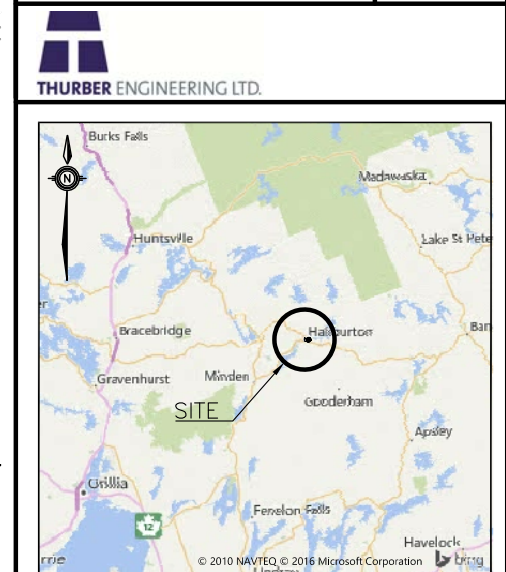 THURBER ENGINEERING LTD.
Burks Falls
N
Madawaska
Huntsville
Lake St Pete
Bracebridge
Haliburton
Ban
Gravenhurst
Minden
Gooderham
SITE
Apsley
Orillia
12
Fenelon Falls
Havelock
rrie
© 2010 NAVTEQ © 2016 Microsoft Corporation
bing